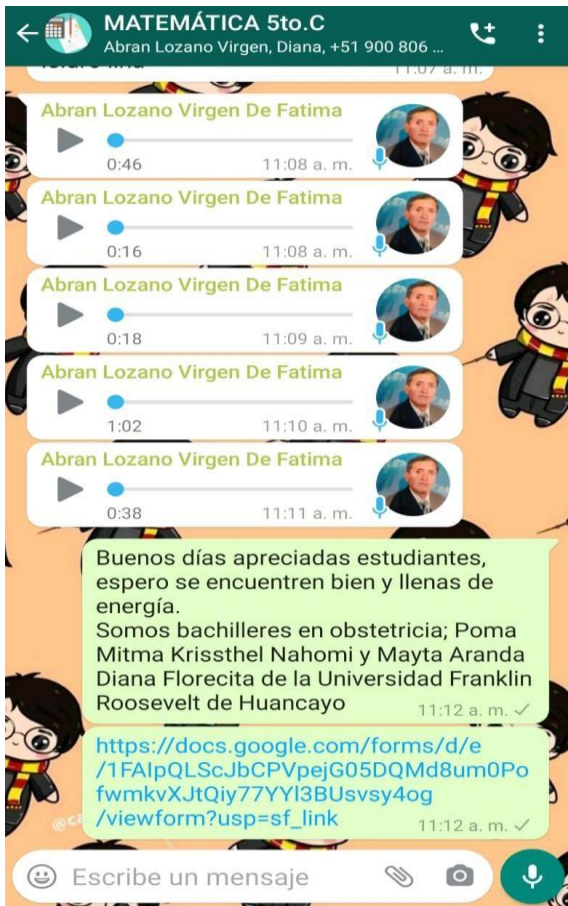 MATEMÁTICA 5to.C
Abran Lozano Virgen, Diana, +51 900 806 ...
11:07 a. m.
Abran Lozano Virgen De Fatima
0:46 11:08 a. m.
Abran Lozano Virgen De Fatima
0:16 11:08 a. m.
Abran Lozano Virgen De Fatima
0:18 11:09 a. m.
Abran Lozano Virgen De Fatima
1:02 11:10 a. m.
Abran Lozano Virgen De Fatima
0:38 11:11 a. m.
Buenos días apreciadas estudiantes,
espero se encuentren bien y llenas de
energía.
Somos bachilleres en obstetricia; Poma
Mitma Krissthel Nahomi y Mayta Aranda
Diana Florecita de la Universidad Franklin
Roosevelt de Huancayo 11:12 a. m.
https://docs.google.com/forms/d/e
/1FAIpQLScJbCPVpejG05DQMd8um0Po
fwmkvXJtQiy77YYl3BUsvsy4og
/viewform?usp=sf_link 11:12 a. m.
Escribe un mensaje